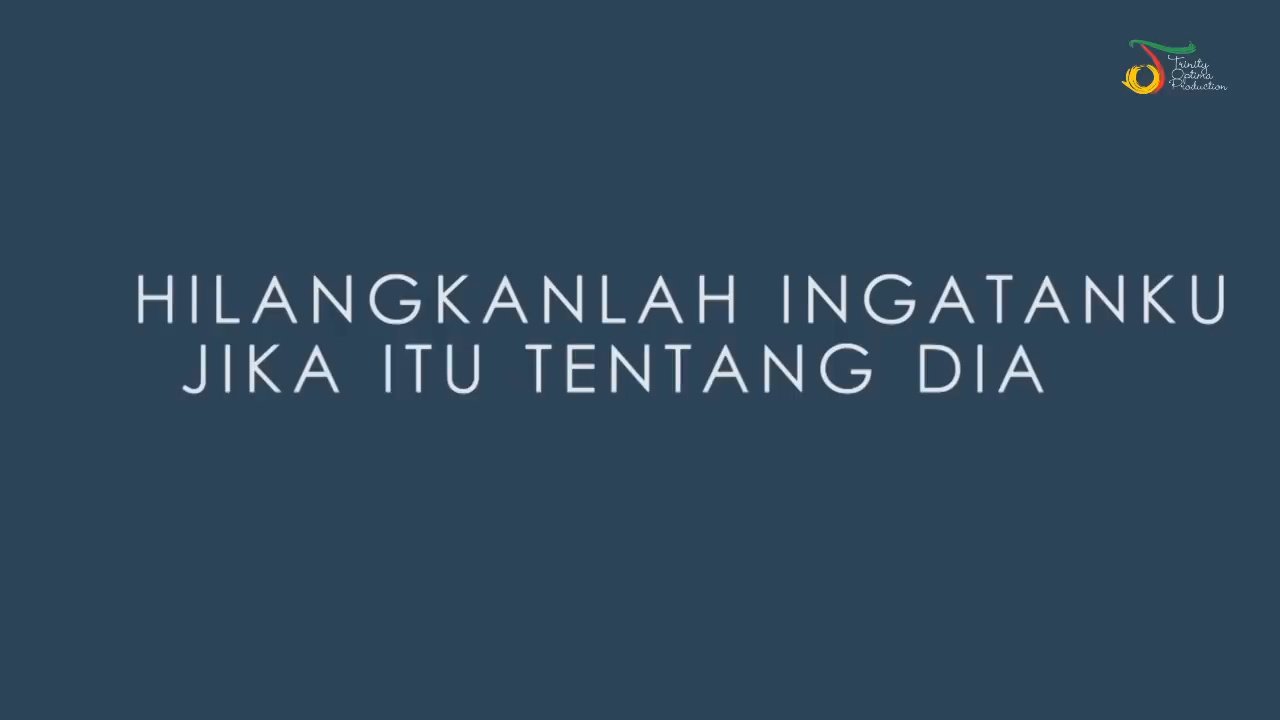 Trinity
Optima
Production
HILANGKANLAH INGATANKU
JIKA ITU TENTANG DIA